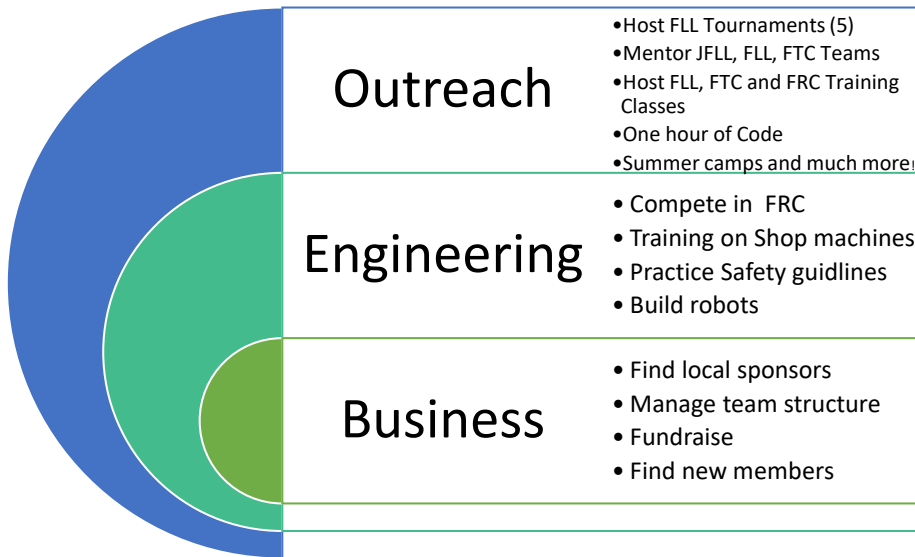 Outreach
•Host FLL Tournaments (5)
•Mentor JFLL, FLL, FTC Teams
•Host FLL, FTC and FRC Training
Classes
•One hour of Code
•Summer camps and much more!
Engineering
• Compete in  FRC
• Training on Shop machines
• Practice Safety guidlines
• Build robots
Business
• Find local sponsors
• Manage team structure
• Fundraise
• Find new members